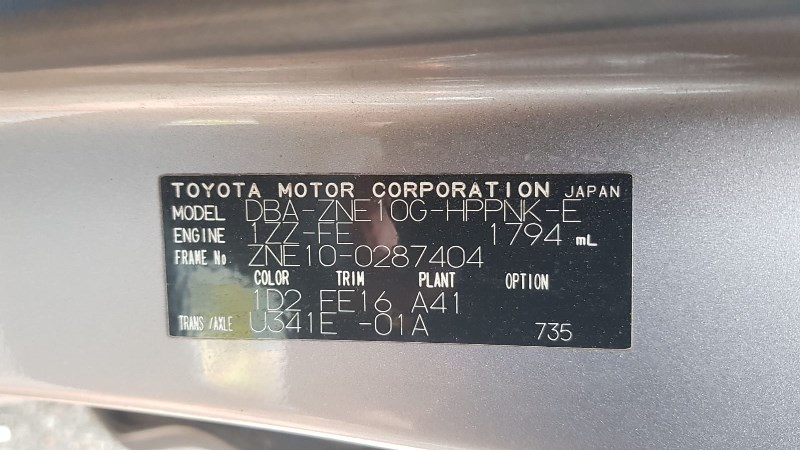 TOYOTA MOTOR CORPORATION JAPAN
MODEL DBA-ZNE10G-HPPNK-E
ENGINE 1ZZ-FE 1794 mL
FRAME No ZNE10-0287404
COLOR TRIM PLANT OPTION
1D2 FE16 A41
TRANS/AXLE U341E -01A 735